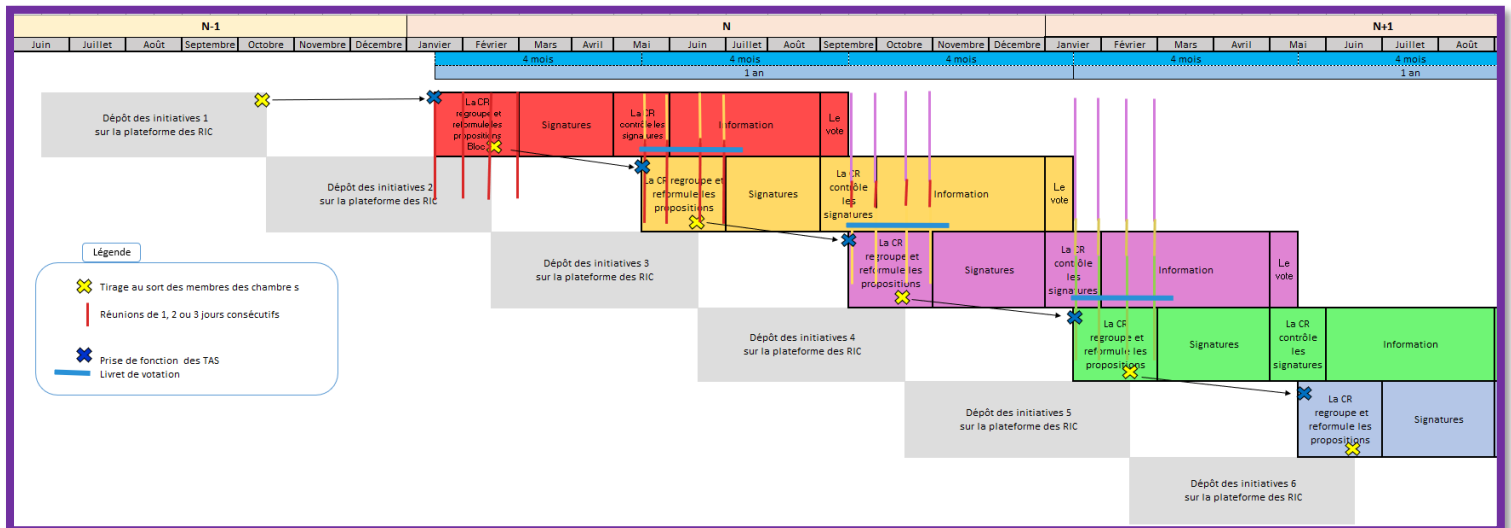 N-1 N N+1
Juin Juillet Août Septembre Octobre Novembre Décembre Janvier Février Mars Avril Mai Juin Juillet Août Septembre Octobre Novembre Décembre Janvier Février Mars Avril Mai Juin Juillet Août
4 mois 4 mois 4 mois 4 mois 4 mois
1 an 1 an
Dépôt des initiatives 1
sur la plateforme des RIC
La CR
regroupe et
reformule les
propositions
Bloc
Signatures
La CR
contrôle les
signatures
Information
Le
vote
Dépôt des initiatives 2
sur la plateforme des RIC
La CR regroupe et
reformule les
propositions
Signatures
La CR
contrôle
les
signatures
Information
Le
vote
Dépôt des initiatives 3
sur la plateforme des RIC
La CR
regroupe et
reformule les
propositions
Signatures
La CR
contrôle
les
signatures
Information
Le
vote
Légende
Tirage au sort des membres des chambre s
Réunions de 1, 2 ou 3 jours consécutifs
Prise de fonction des TAS
Livret de votation
Dépôt des initiatives 4
sur la plateforme des RIC
La CR
regroupe et
reformule les
propositions
Signatures
La CR
contrôle
les
signatures
Information
Dépôt des initiatives 5
sur la plateforme des RIC
La CR
regroupe et
reformule les
propositions
Signatures
Dépôt des initiatives 6
sur la plateforme des RIC